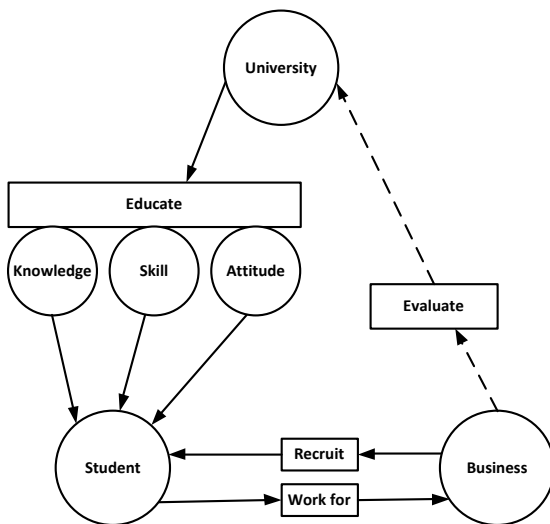 University
Educate
Knowledge
Skill
Attitude
Evaluate
Recruit
Student
Business
Work for